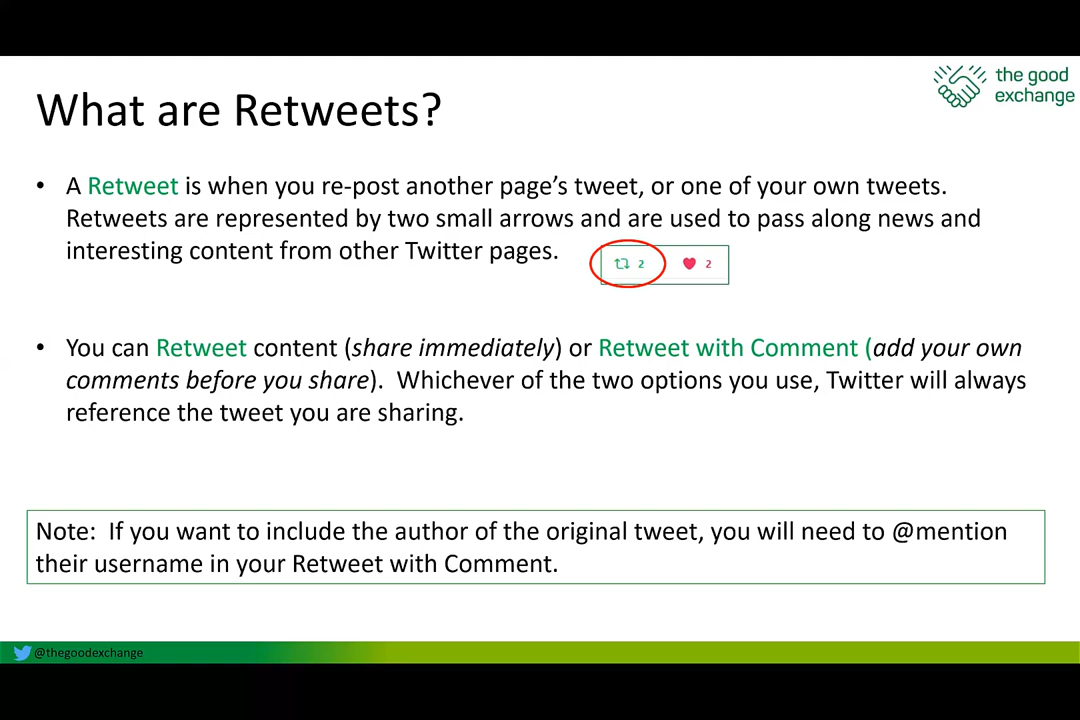 the good
exchange
What are Retweets?
• A Retweet is when you re-post another page’s tweet, or one of your own tweets.
Retweets are represented by two small arrows and are used to pass along news and
interesting content from other Twitter pages.
2 2
• You can Retweet content (share immediately) or Retweet with Comment (add your own
comments before you share).  Whichever of the two options you use, Twitter will always
reference the tweet you are sharing.
Note:  If you want to include the author of the original tweet, you will need to @mention
their username in your Retweet with Comment.
@thegoodexchange